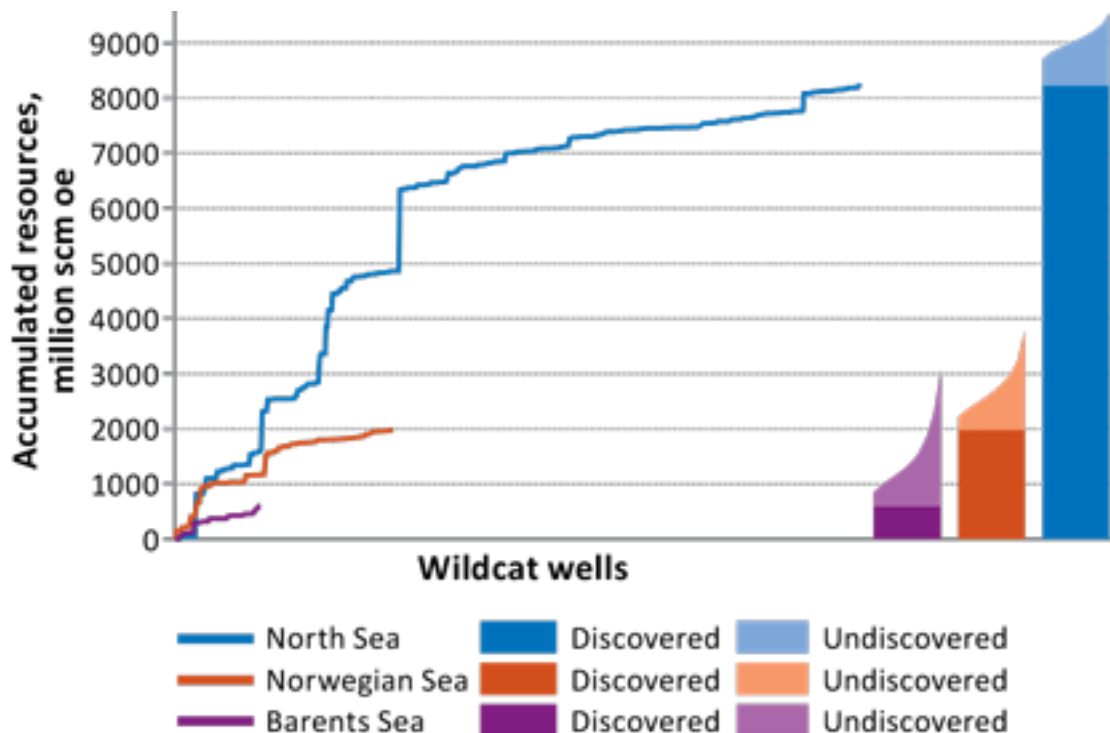 Accumulated resources,
million scm oe
9000
8000
7000
6000
5000
4000
3000
2000
1000
0
Wildcat wells
North Sea Discovered Undiscovered
Norwegian Sea Discovered Undiscovered
Barents Sea Discovered Undiscovered